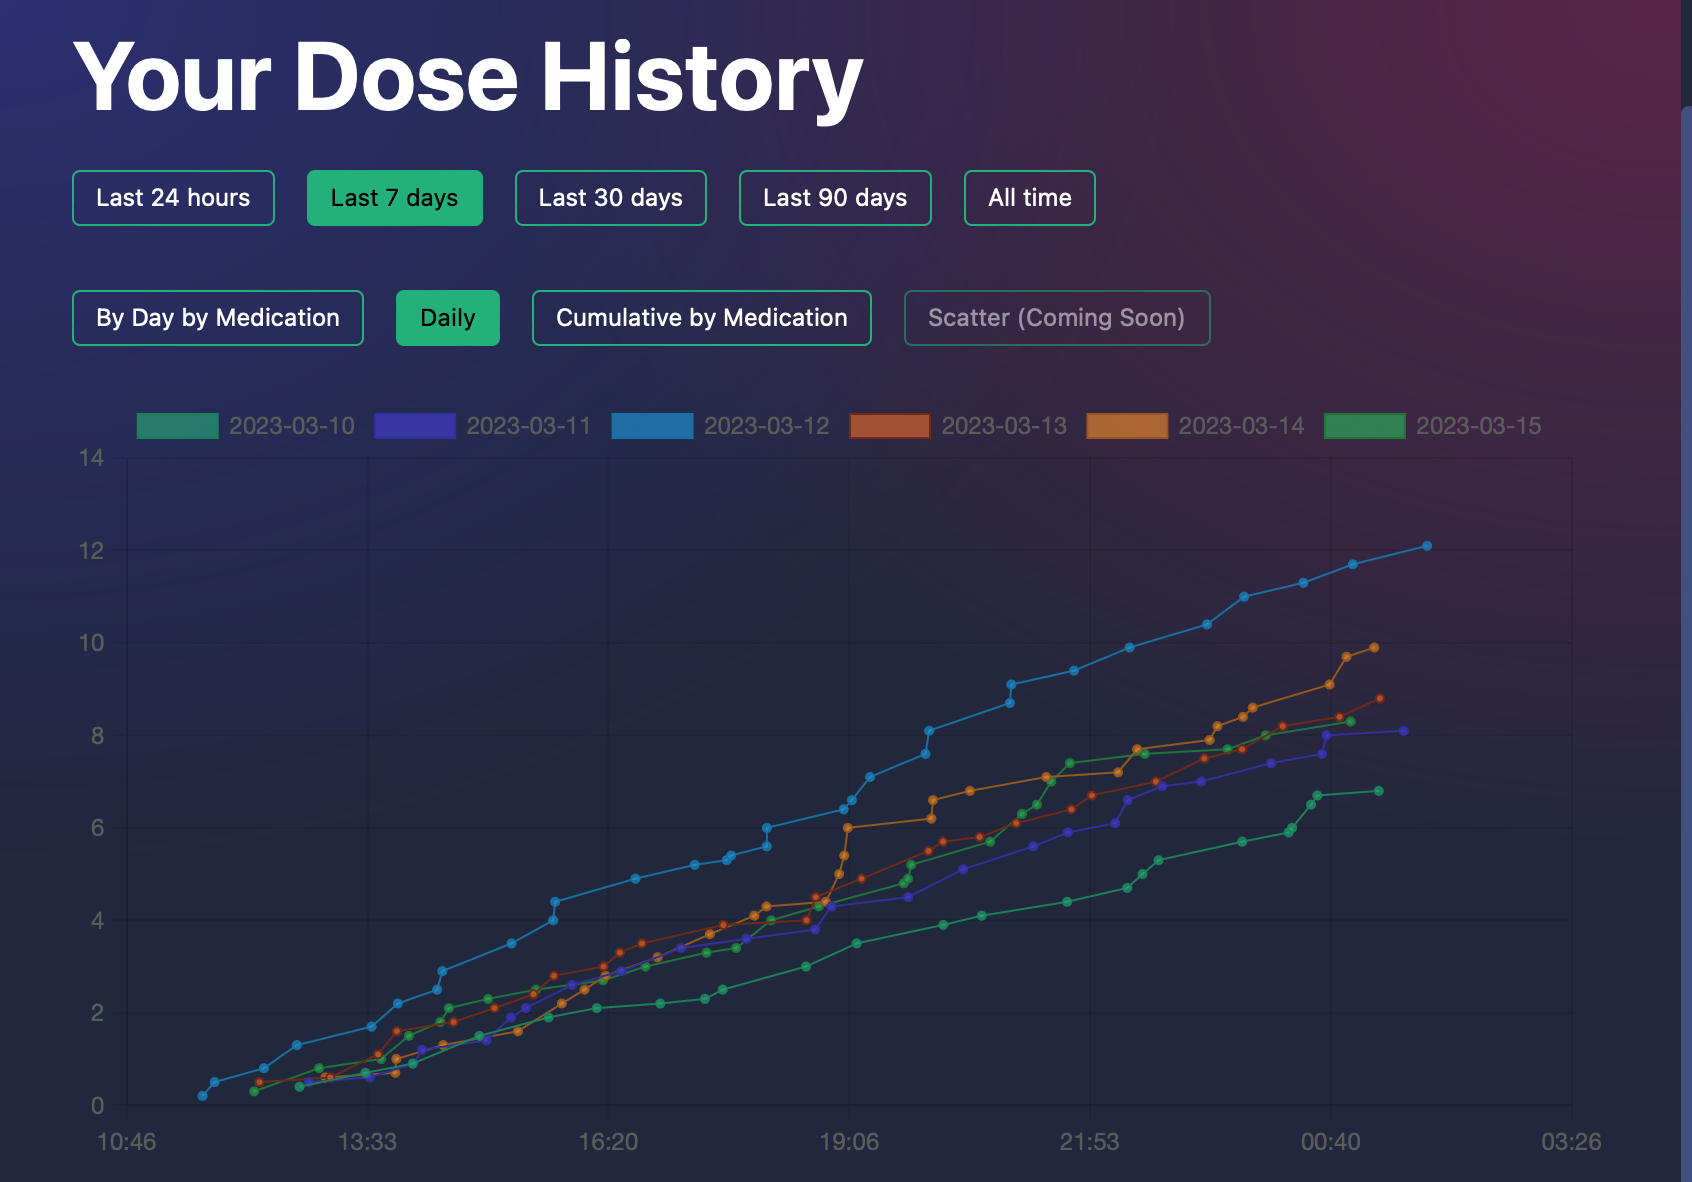 Your Dose History
Last 24 hours
Last 7 days
Last 30 days
Last 90 days
All time
By Day by Medication
Daily
Cumulative by Medication
Scatter (Coming Soon)
2023-03-10
2023-03-11
2023-03-12
2023-03-13
2023-03-14
2023-03-15
14
12
10
8
6
4
2
0
10:46
13:33
16:20
19:06
21:53
00:40
03:26